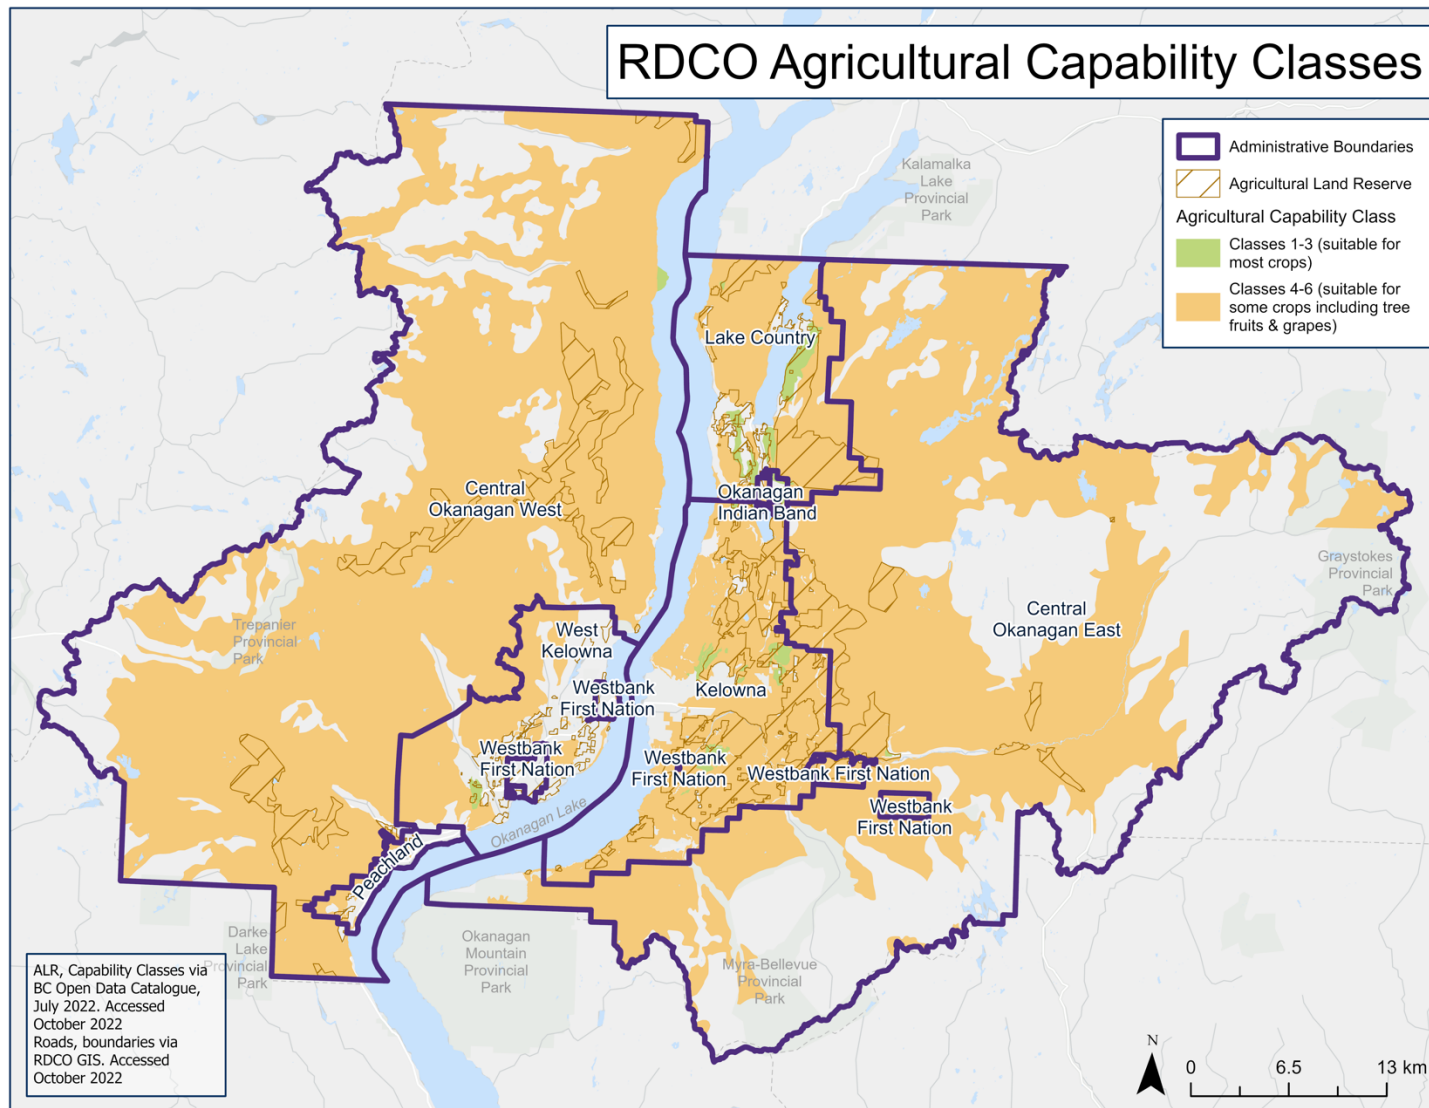 RDCO Agricultural Capability Classes
Administrative Boundaries
Agricultural Land Reserve
Agricultural Capability Class
Classes 1-3 (suitable for
most crops)
Classes 4-6 (suitable for
some crops including tree
fruits & grapes)
Kalamalka
Lake
Provincial
Park
Lake Country
Central
Okanagan West
Okanagan
Indian Band
Graystokes
Provincial
Park
Central
Okanagan East
Trepanier
Provincial
Park
West
Kelowna
Westbank
First Nation
Kelowna
Westbank
First Nation
Westbank
First Nation
Westbank First Nation
Westbank
First Nation
Okanagan Lake
Peachland
Darke
Lake
Provincial
Park
Okanagan
Mountain
Provincial
Park
Myra-Bellevue
Provincial
Park
ALR, Capability Classes via
BC Open Data Catalogue,
July 2022. Accessed
October 2022
Roads, boundaries via
RDCO GIS. Accessed
October 2022
N
0 6.5 13 km